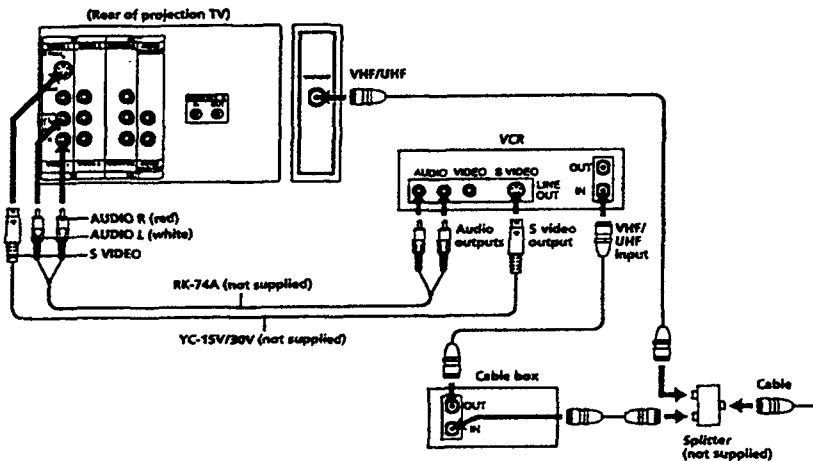 (Rear of projection TV)
VHF/UHF
VCR
AUDIO VIDEO S VIDEO
LINE
OUT
OUT
IN
AUDIO R (red)
AUDIO L (white)
S VIDEO
Audio
outputs
S video
output
VHF/
UHF
input
RK-74A (not supplied)
YC-15V/30V (not supplied)
Cable box
OUT
IN
Cable
Splitter
(not supplied)